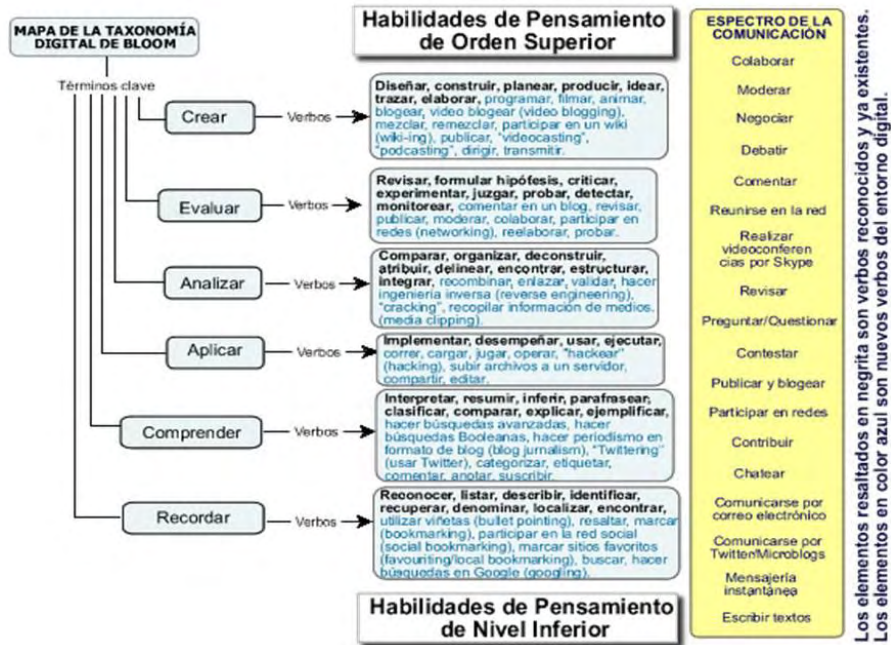 MAPA DE LA TAXONOMÍA
DIGITAL DE BLOOM
Términos clave
Habilidades de Pensamiento
de Orden Superior
Crear
Verbos
Diseñar, construir, planear, producir, idear,
trazar, elaborar, programar, filmar, animar,
blogear, video blogear (video blogging),
mezclar, remezclar, participar en un wiki
(wiki-ing), publicar, "videocasting",
"podcasting", dirigir, transmitir.
Evaluar
Verbos
Revisar, formular hipótesis, criticar,
experimentar, juzgar, probar, detectar,
monitorear, comentar en un blog, revisar,
publicar, moderar, colaborar, participar en
redes (networking), reelaborar, probar.
Analizar
Verbos
Comparar, organizar, deconstruir,
atribuir, delinear, encontrar, estructurar,
integrar, recombinar, enlazar, validar, hacer
ingeniería inversa (reverse engineering),
"cracking", recopilar información de medios.
(media clipping).
Aplicar
Verbos
Implementar, desempeñar, usar, ejecutar,
correr, cargar, jugar, operar, "hackear"
(hacking), subir archivos a un servidor,
compartir, editar.
Comprender
Verbos
Interpretar, resumir, inferir, parafrasear,
clasificar, comparar, explicar, ejemplificar,
hacer búsquedas avanzadas, hacer
búsquedas Booleanas, hacer periodismo en
formato de blog (blog jurnalism), "Twittering"
(usar Twitter), categorizar, etiquetar,
comentar, anotar, suscribir.
Recordar
Verbos
Reconocer, listar, describir, identificar,
recuperar, denominar, localizar, encontrar,
utilizar viñetas (bullet pointing), resaltar, marcar
(bookmarking), participar en la red social
(social bookmarking), marcar sitios favoritos
(favouriting/local bookmarking), buscar, hacer
búsquedas en Google (googling).
Habilidades de Pensamiento
de Nivel Inferior
ESPECTRO DE LA
COMUNICACIÓN
Colaborar
Moderar
Negociar
Debatir
Comentar
Reunirse en la red
Realizar
videoconferen
cias por Skype
Revisar
Preguntar/Questionar
Contestar
Publicar y blogear
Participar en redes
Contribuir
Chatear
Comunicarse por
correo electrónico
Comunicarse por
Twitter/Microblogs
Mensajería
instantánea
Escribir textos
Los elementos resaltados en negrita son verbos reconocidos y ya existentes.
Los elementos en color azul son nuevos verbos del entorno digital.